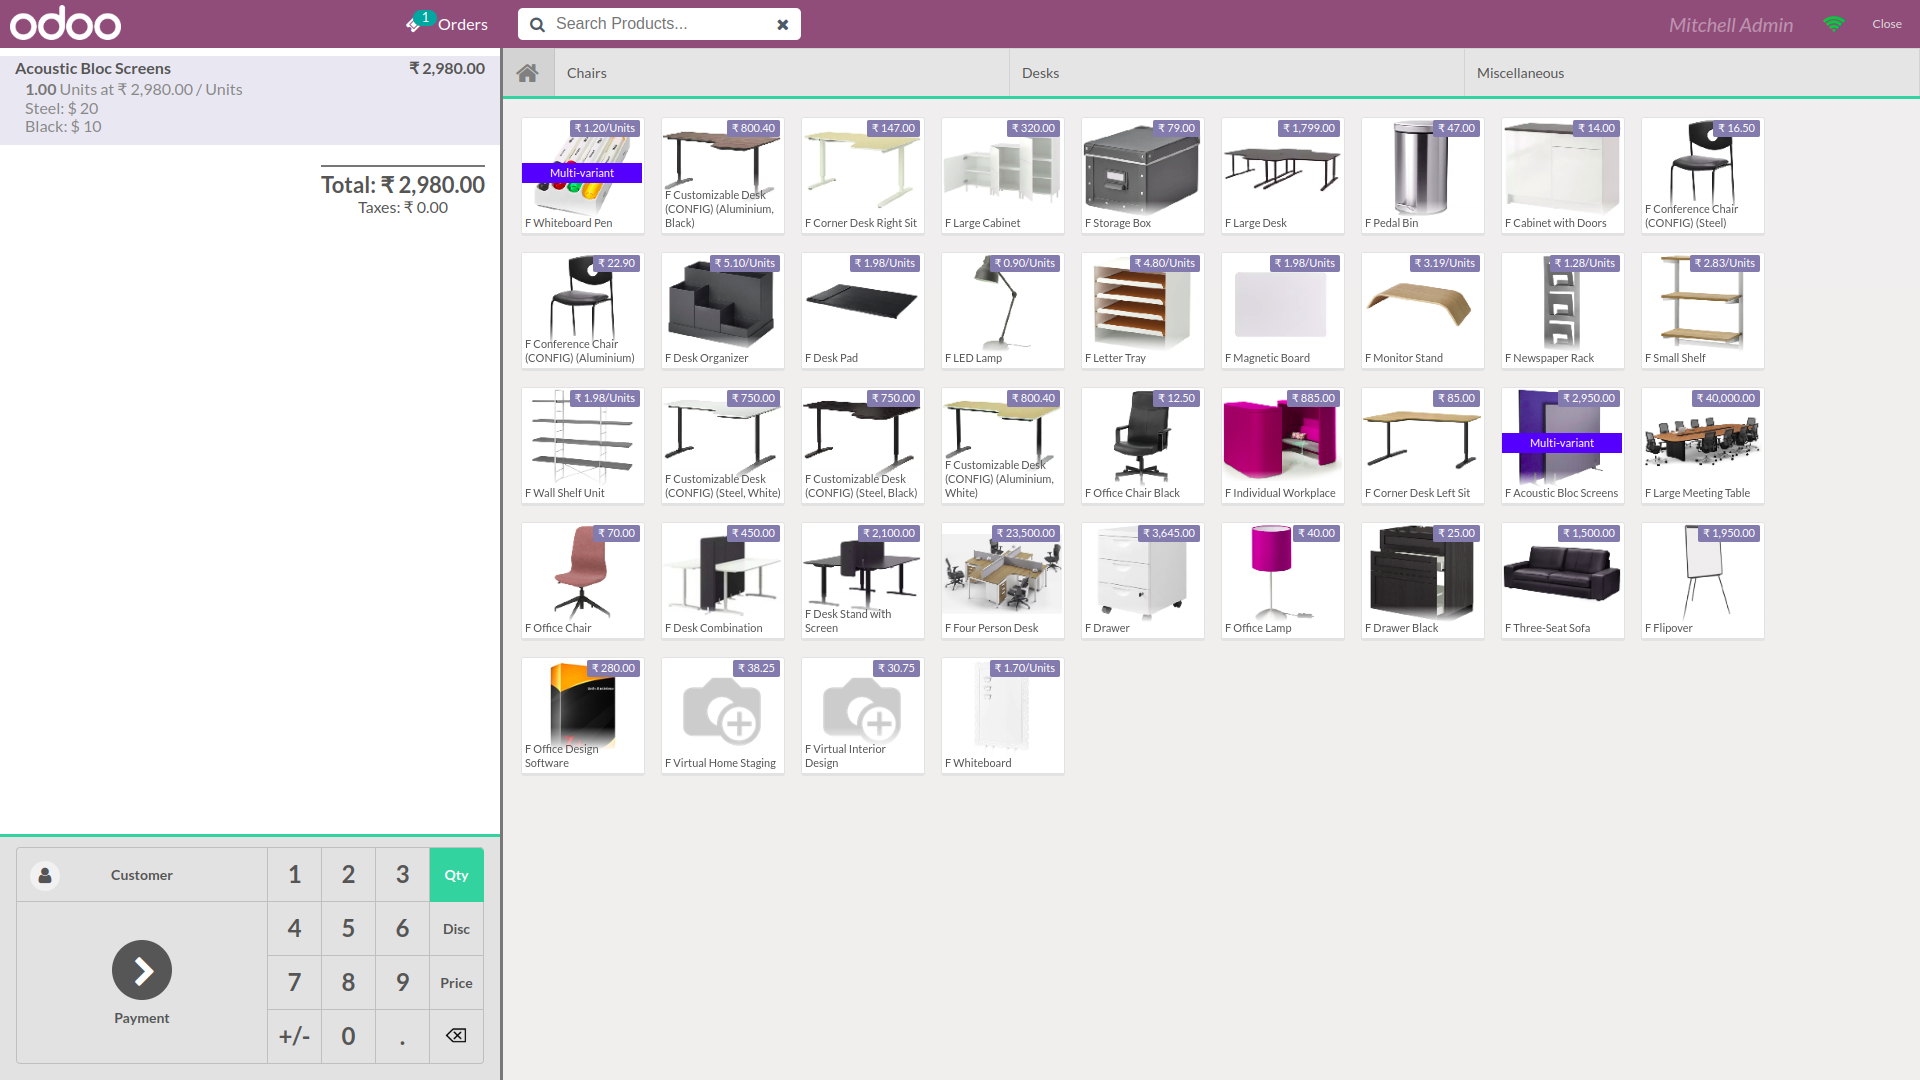 odoo
1
Orders
Search Products...
Mitchell Admin
Close
Acoustic Bloc Screens ₹ 2,980.00
1.00 Units at ₹ 2,980.00 / Units
Steel: $ 20
Black: $ 10
Total: ₹ 2,980.00
Taxes: ₹ 0.00
Customer
Payment
1 2 3 Qty
4 5 6 Disc
7 8 9 Price
+/- 0 .
Chairs
Desks
Miscellaneous
₹ 1.20/Units
Multi-variant
F Whiteboard Pen
₹ 800.40
F Customizable Desk
(CONFIG) (Aluminium,
Black)
₹ 147.00
F Corner Desk Right Sit
₹ 320.00
F Large Cabinet
₹ 79.00
F Storage Box
₹ 1,799.00
F Large Desk
₹ 47.00
F Pedal Bin
₹ 14.00
F Cabinet with Doors
₹ 16.50
F Conference Chair
(CONFIG) (Steel)
₹ 22.90
F Conference Chair
(CONFIG) (Aluminium)
₹ 5.10/Units
F Desk Organizer
₹ 1.98/Units
F Desk Pad
₹ 0.90/Units
F LED Lamp
₹ 4.80/Units
F Letter Tray
₹ 1.98/Units
F Magnetic Board
₹ 3.19/Units
F Monitor Stand
₹ 1.28/Units
F Newspaper Rack
₹ 2.83/Units
F Small Shelf
₹ 1.98/Units
F Wall Shelf Unit
₹ 750.00
F Customizable Desk
(CONFIG) (Steel, White)
₹ 750.00
F Customizable Desk
(CONFIG) (Steel, Black)
₹ 800.40
F Customizable Desk
(CONFIG) (Aluminium,
White)
₹ 12.50
F Office Chair Black
₹ 885.00
F Individual Workplace
₹ 85.00
F Corner Desk Left Sit
₹ 2,950.00
Multi-variant
F Acoustic Bloc Screens
₹ 40,000.00
F Large Meeting Table
₹ 70.00
F Office Chair
₹ 450.00
F Desk Combination
₹ 2,100.00
F Desk Stand with
Screen
₹ 23,500.00
F Four Person Desk
₹ 3,645.00
F Drawer
₹ 40.00
F Office Lamp
₹ 25.00
F Drawer Black
₹ 1,500.00
F Three-Seat Sofa
₹ 1,950.00
F Flipover
₹ 280.00
F Office Design
Software
₹ 38.25
F Virtual Home Staging
₹ 30.75
F Virtual Interior
Design
₹ 1.70/Units
F Whiteboard